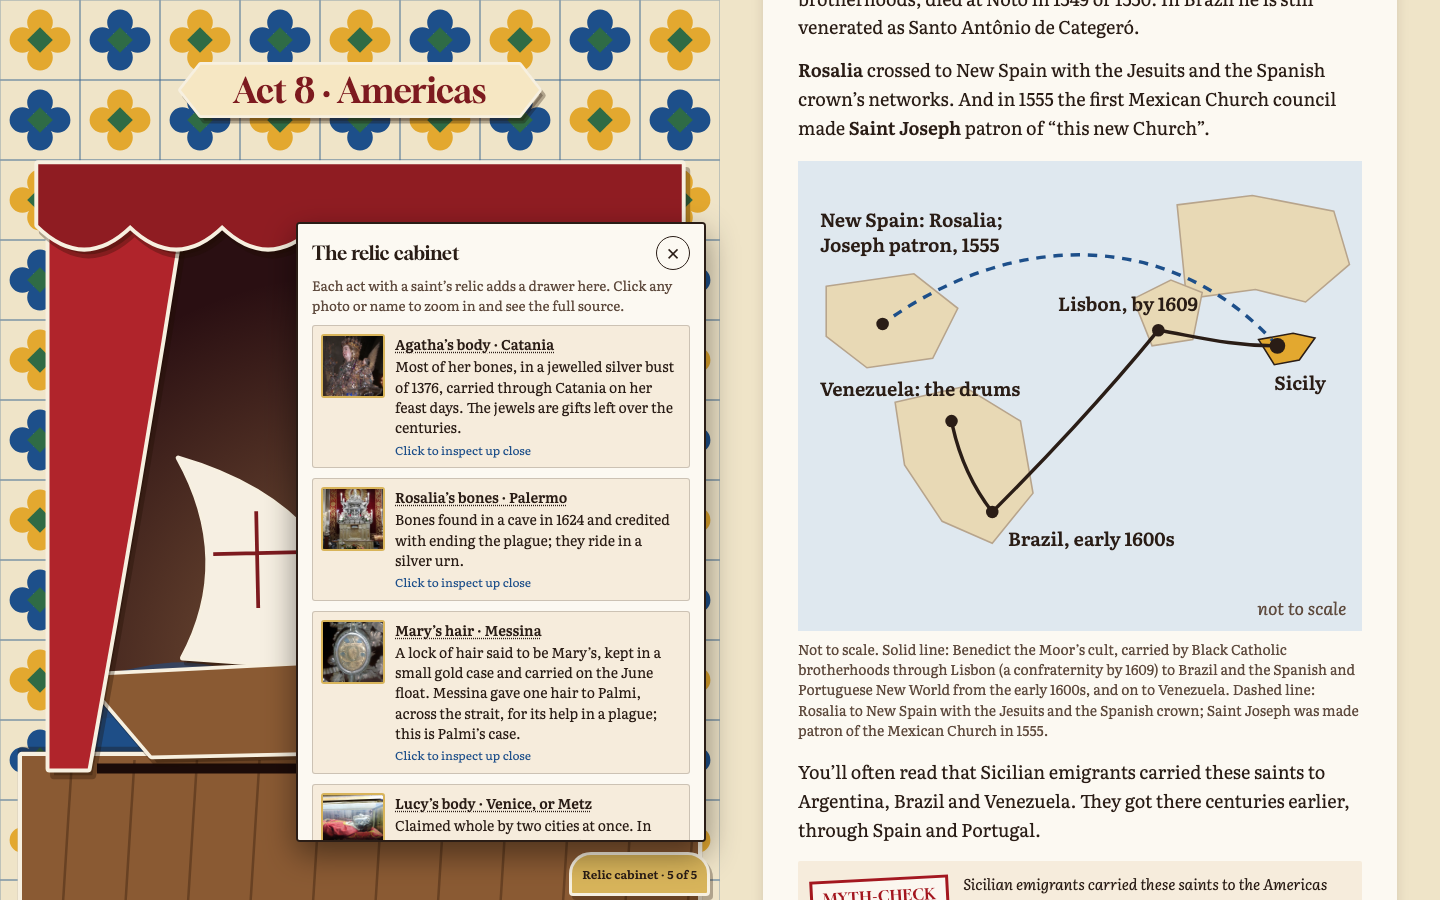 Act 8 · Americas
The relic cabinet
×
Each act with a saint’s relic adds a drawer here. Click any
photo or name to zoom in and see the full source.
Agatha’s body · Catania
Most of her bones, in a jewelled silver bust
of 1376, carried through Catania on her
feast days. The jewels are gifts left over the
centuries.
Click to inspect up close
Rosalia’s bones · Palermo
Bones found in a cave in 1624 and credited
with ending the plague; they ride in a
silver urn.
Click to inspect up close
Mary’s hair · Messina
A lock of hair said to be Mary’s, kept in a
small gold case and carried on the June
float. Messina gave one hair to Palmi,
across the strait, for its help in a plague;
this is Palmi’s case.
Click to inspect up close
Lucy’s body · Venice, or Metz
Claimed whole by two cities at once. In
Relic cabinet · 5 of 5
brotherhoods, died at Noto in 1549 or 1550. In Brazil he is still
venerated as Santo Antônio de Categeró.
Rosalia crossed to New Spain with the Jesuits and the Spanish
crown’s networks. And in 1555 the first Mexican Church council
made Saint Joseph patron of “this new Church”.
New Spain: Rosalia;
Joseph patron, 1555
Lisbon, by 1609
Sicily
Venezuela: the drums
Brazil, early 1600s
not to scale
Not to scale. Solid line: Benedict the Moor’s cult, carried by Black Catholic
brotherhoods through Lisbon (a confraternity by 1609) to Brazil and the Spanish and
Portuguese New World from the early 1600s, and on to Venezuela. Dashed line:
Rosalia to New Spain with the Jesuits and the Spanish crown; Saint Joseph was made
patron of the Mexican Church in 1555.
You’ll often read that Sicilian emigrants carried these saints to
Argentina, Brazil and Venezuela. They got there centuries earlier,
through Spain and Portugal.
MYTH-CHECK
Sicilian emigrants carried these saints to the Americas